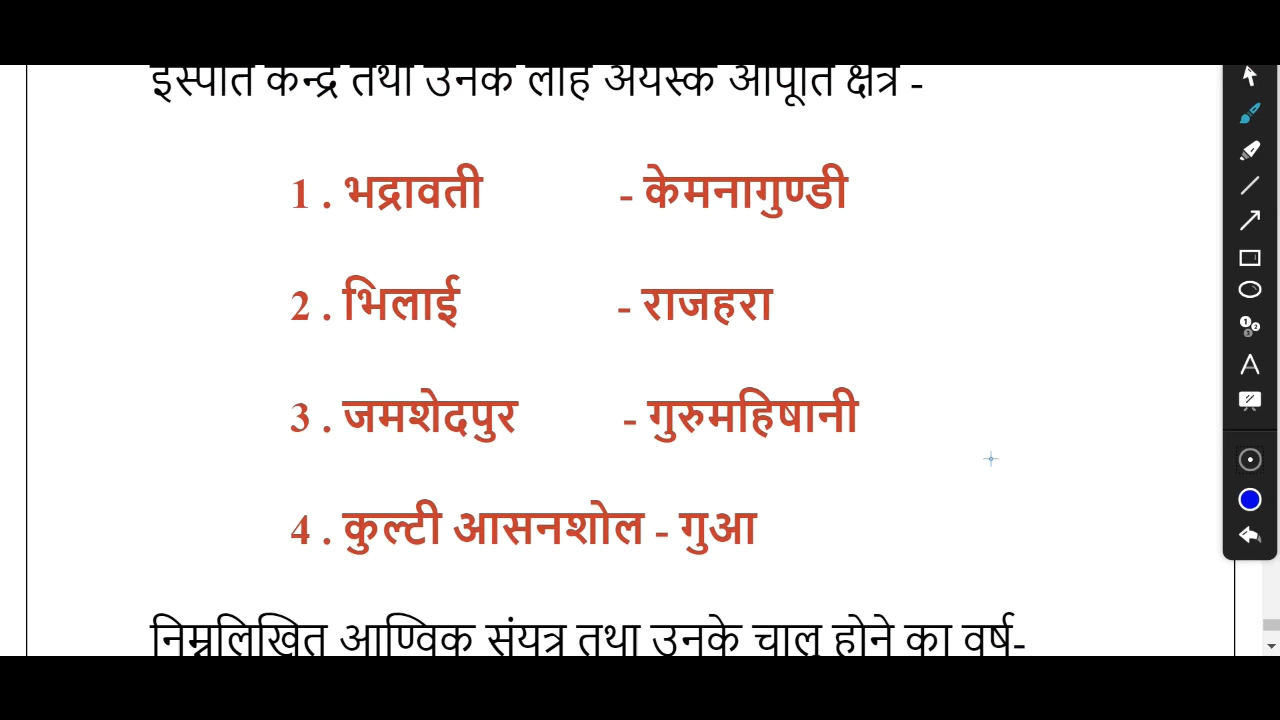 इस्पात केन्द्र तथा उनके लौह अयस्क आपूर्ति क्षेत्र -
1 . भद्रावती - केमनागुण्डी
2 . भिलाई - राजहरा
3 . जमशेदपुर - गुरुमहिषानी
4 . कुल्टी आसनशोल - गुआ
निम्नलिखित आण्विक संयत्र तथा उनके चालू होने का वर्ष-